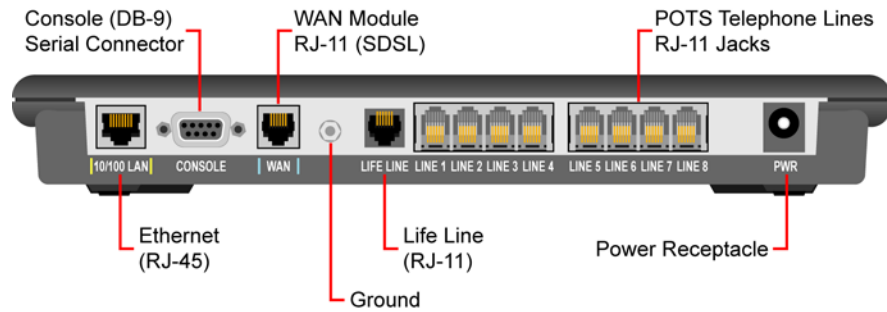 Console (DB-9)
Serial Connector
WAN Module
RJ-11 (SDSL)
POTS Telephone Lines
RJ-11 Jacks
10/100 LAN
CONSOLE
WAN
LIFE LINE
LINE 1
LINE 2
LINE 3
LINE 4
LINE 5
LINE 6
LINE 7
LINE 8
PWR
Ethernet
(RJ-45)
Life Line
(RJ-11)
Power Receptacle
Ground